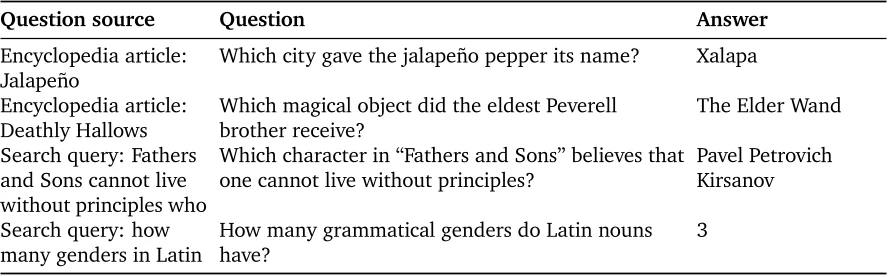 Question source Question Answer
Encyclopedia article: Which city gave the jalapeño pepper its name? Xalapa
Jalapeño
Encyclopedia article: Which magical object did the eldest Peverell The Elder Wand
Deathly Hallows brother receive?
Search query: Fathers Which character in “Fathers and Sons” believes that Pavel Petrovich
and Sons cannot live one cannot live without principles? Kirsanov
without principles who
Search query: how How many grammatical genders do Latin nouns 3
many genders in Latin have?